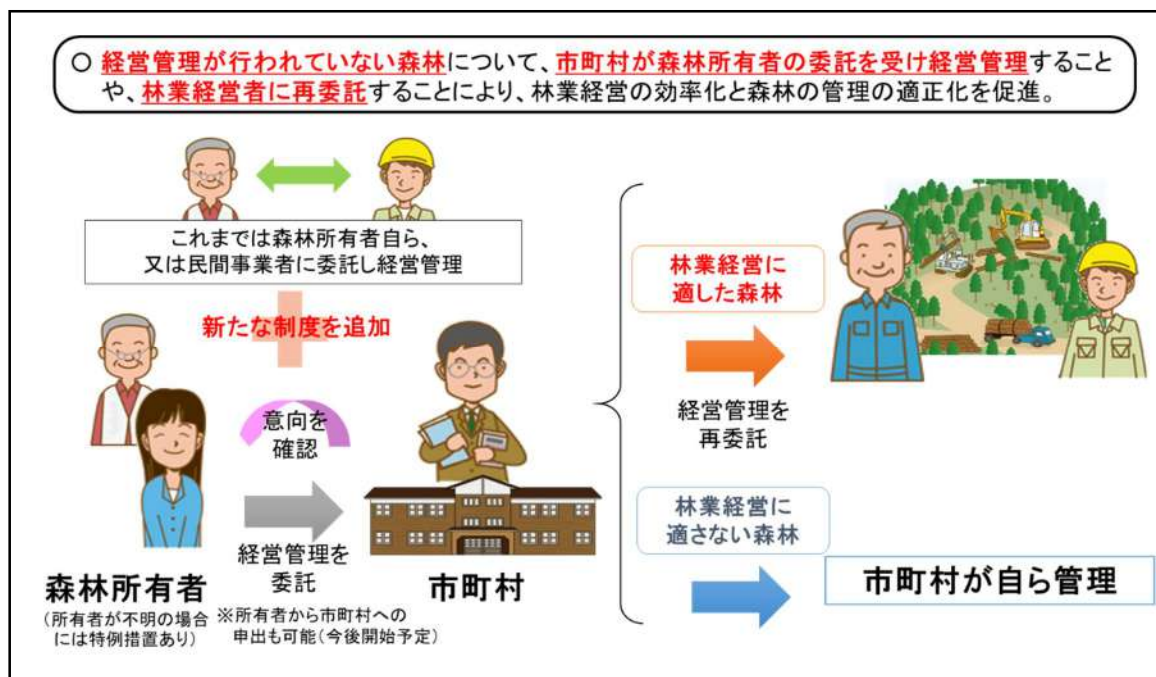 ○ 経営管理が行われていない森林について、市町村が森林所有者の委託を受け経営管理すること
や、林業経営者に再委託することにより、林業経営の効率化と森林の管理の適正化を促進。
これまでは森林所有者自ら、
又は民間事業者に委託し経営管理
新たな制度を追加
意向を
確認
経営管理を
委託
森林所有者
(所有者が不明の場合
には特例措置あり)
※所有者から市町村への
申出も可能(今後開始予定)
市町村
林業経営に
適した森林
経営管理を
再委託
林業経営に
適さない森林
市町村が自ら管理